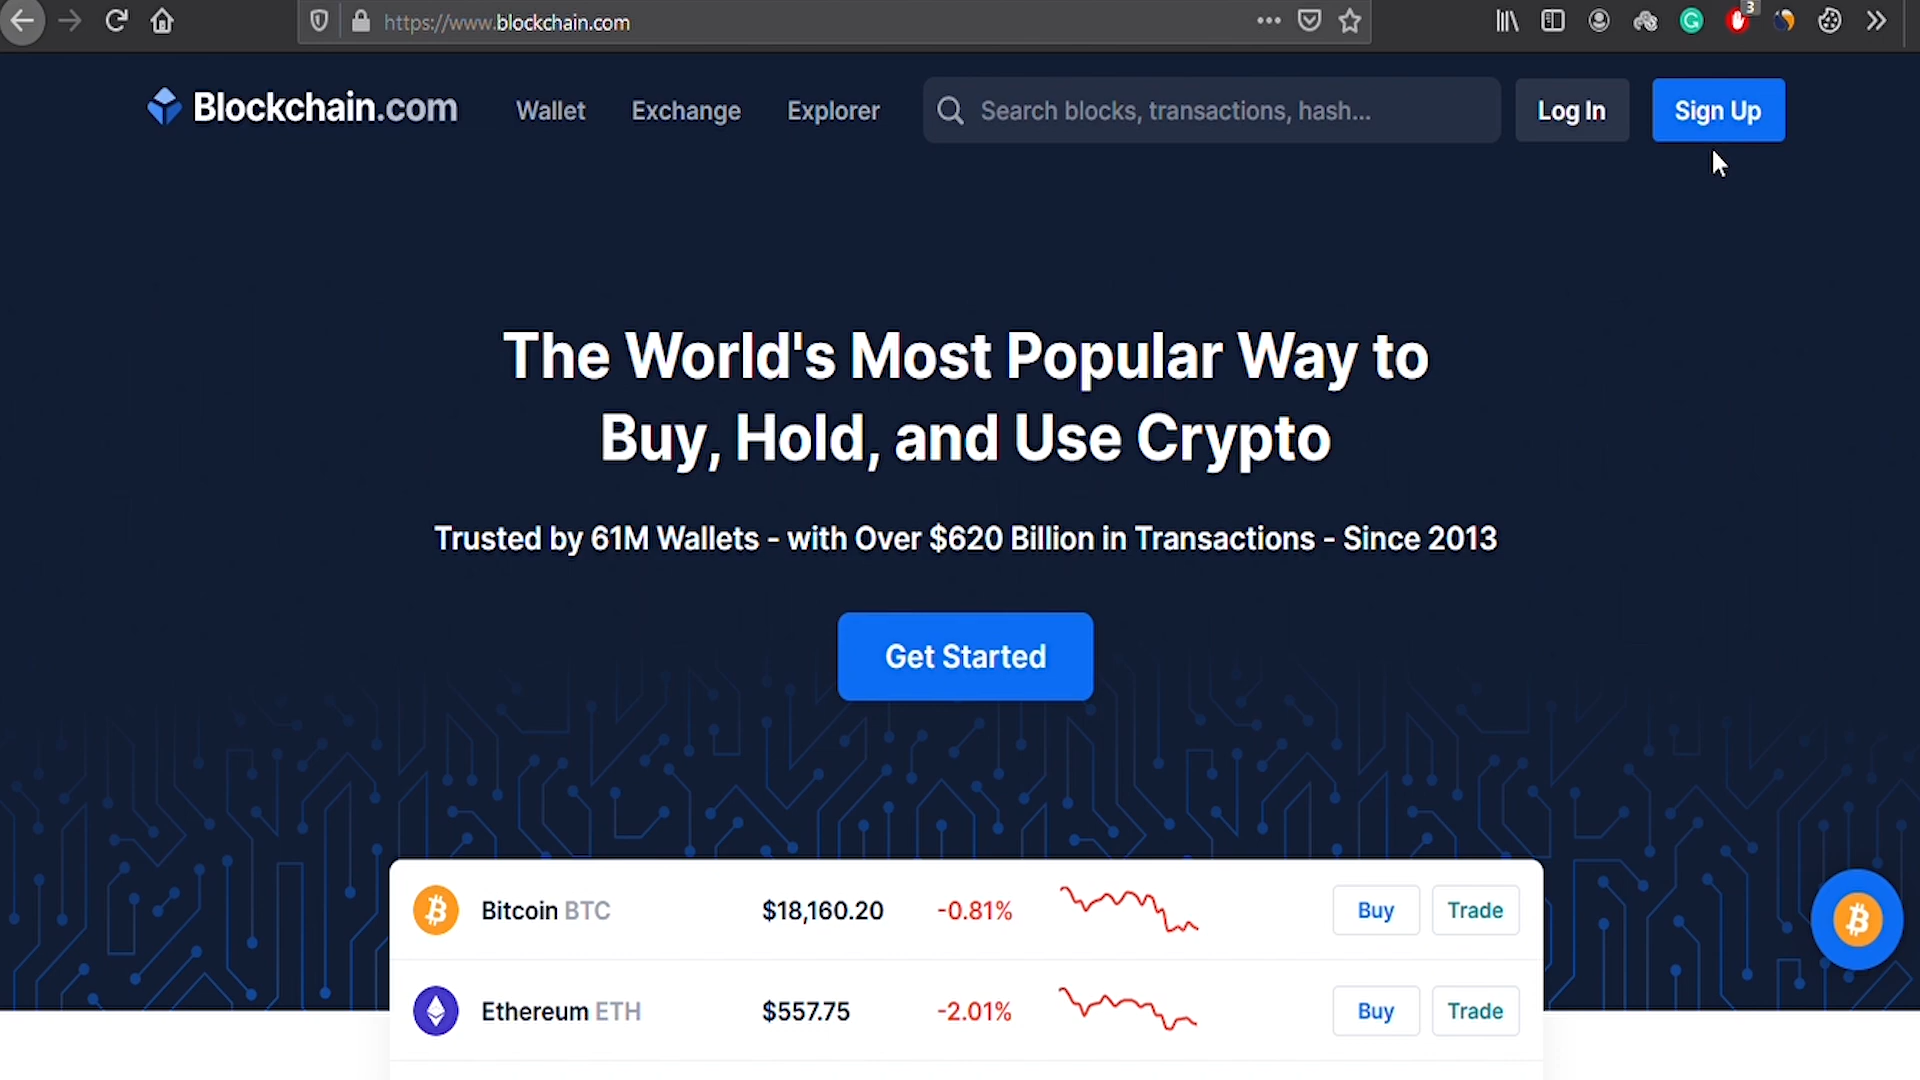 https://www.blockchain.com
3
Blockchain.com
Wallet
Exchange
Explorer
Search blocks, transactions, hash...
Log In
Sign Up
The World's Most Popular Way to
Buy, Hold, and Use Crypto
Trusted by 61M Wallets - with Over $620 Billion in Transactions - Since 2013
Get Started
Bitcoin BTC $18,160.20 -0.81% Buy Trade
Ethereum ETH $557.75 -2.01% Buy Trade